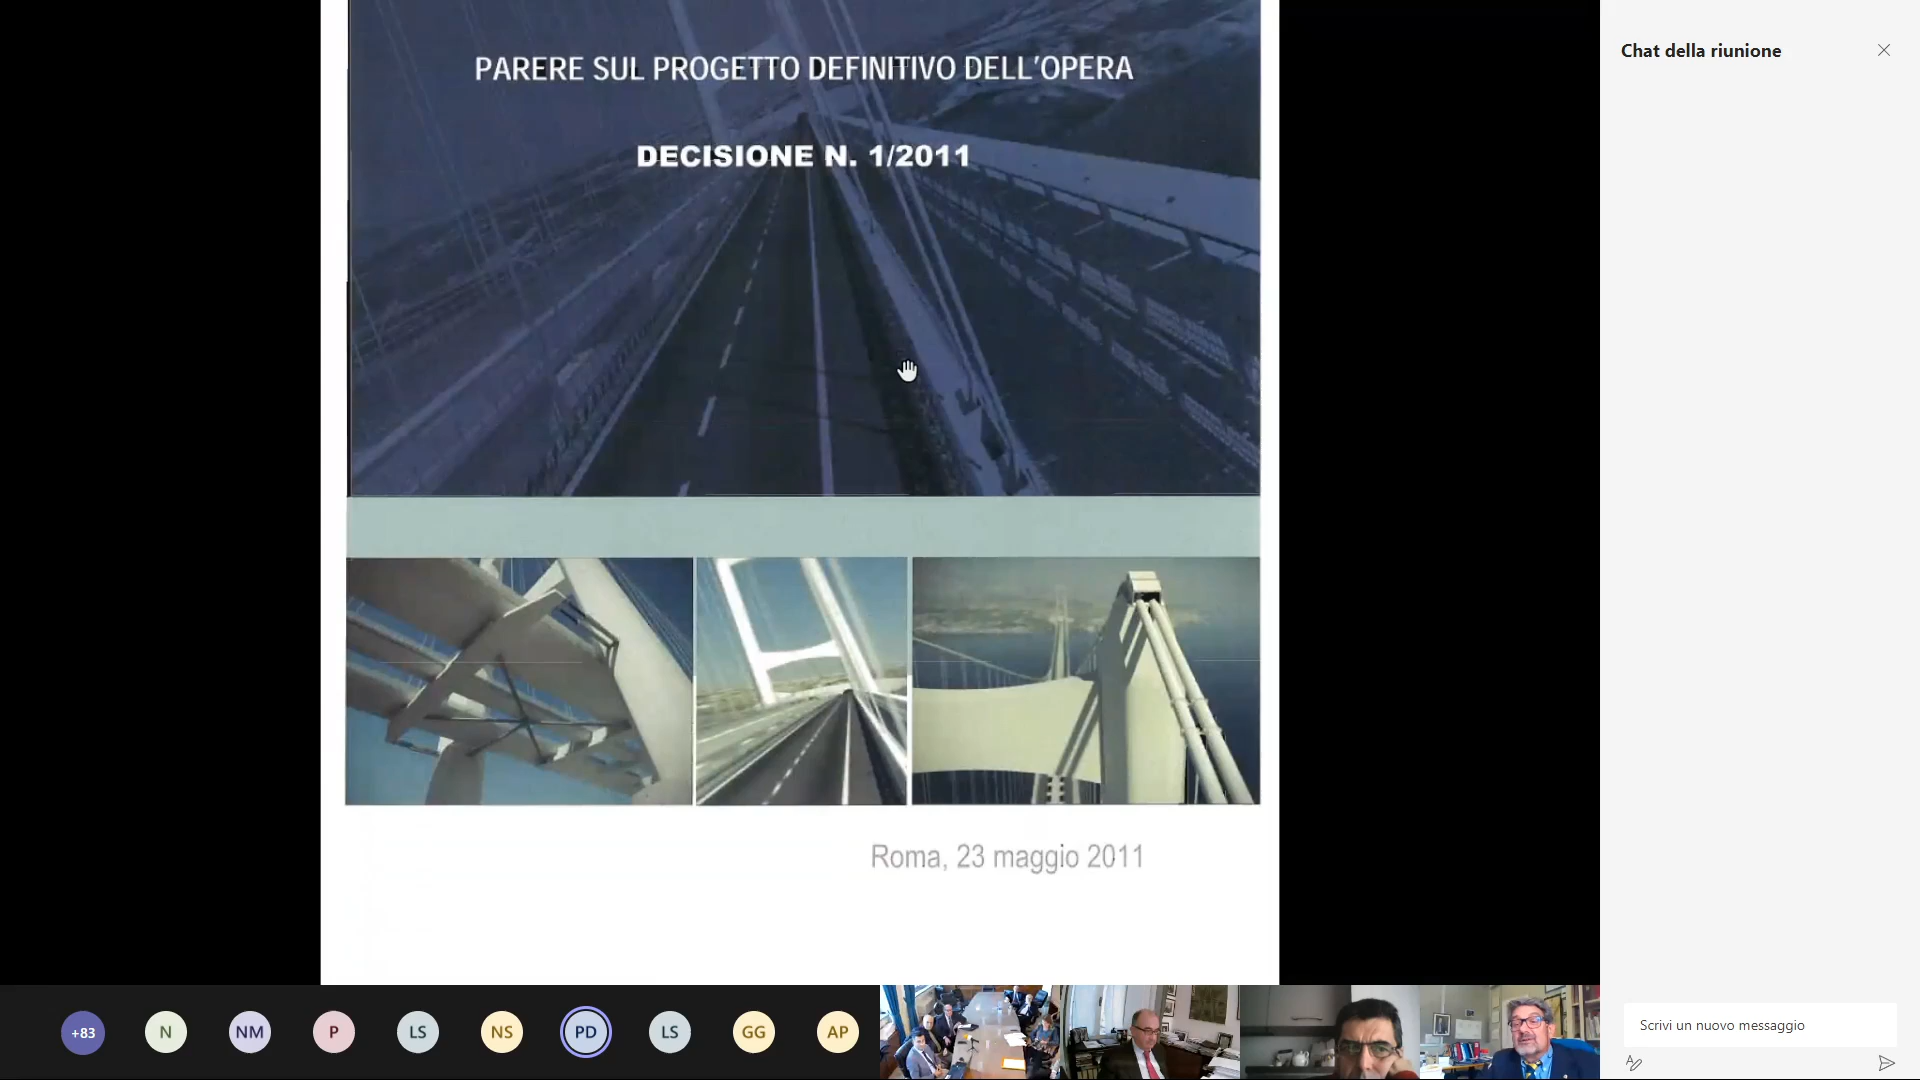 PARERE SUL PROGETTO DEFINITIVO DELL'OPERA
DECISIONE N. 1/2011
Roma, 23 maggio 2011
Chat della riunione
Scrivi un nuovo messaggio
+83
N
NM
P
LS
NS
PD
LS
GG
AP